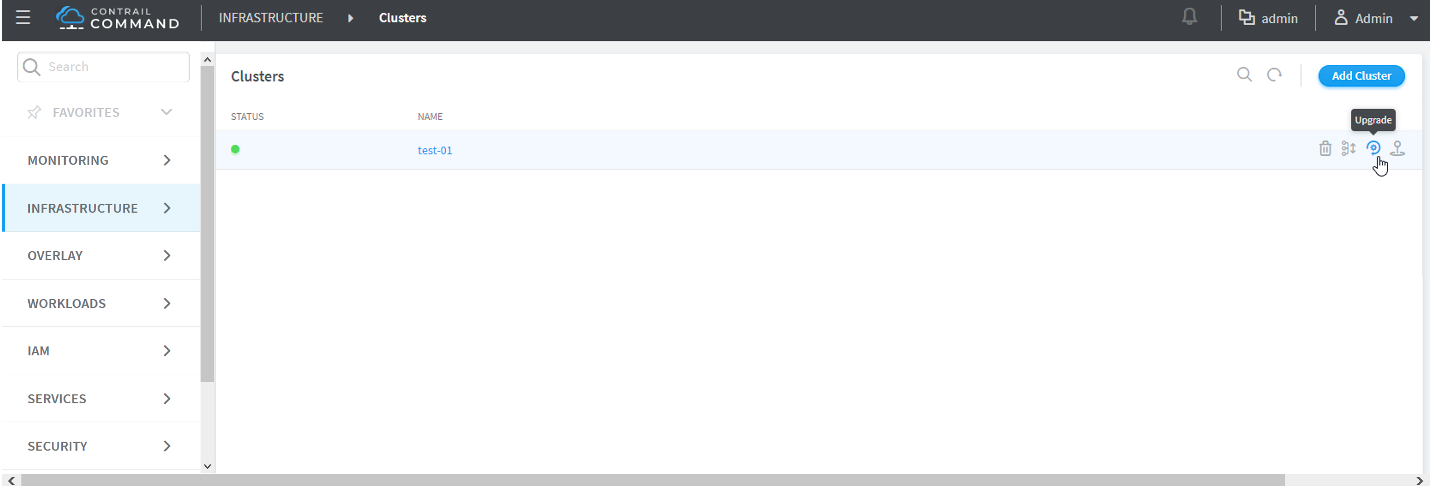 CONTRAIL
COMMAND
INFRASTRUCTURE
Clusters
admin
Admin
Search
FAVORITES
MONITORING
INFRASTRUCTURE
OVERLAY
WORKLOADS
IAM
SERVICES
SECURITY
Clusters
Add Cluster
STATUS
NAME
Upgrade
test-01